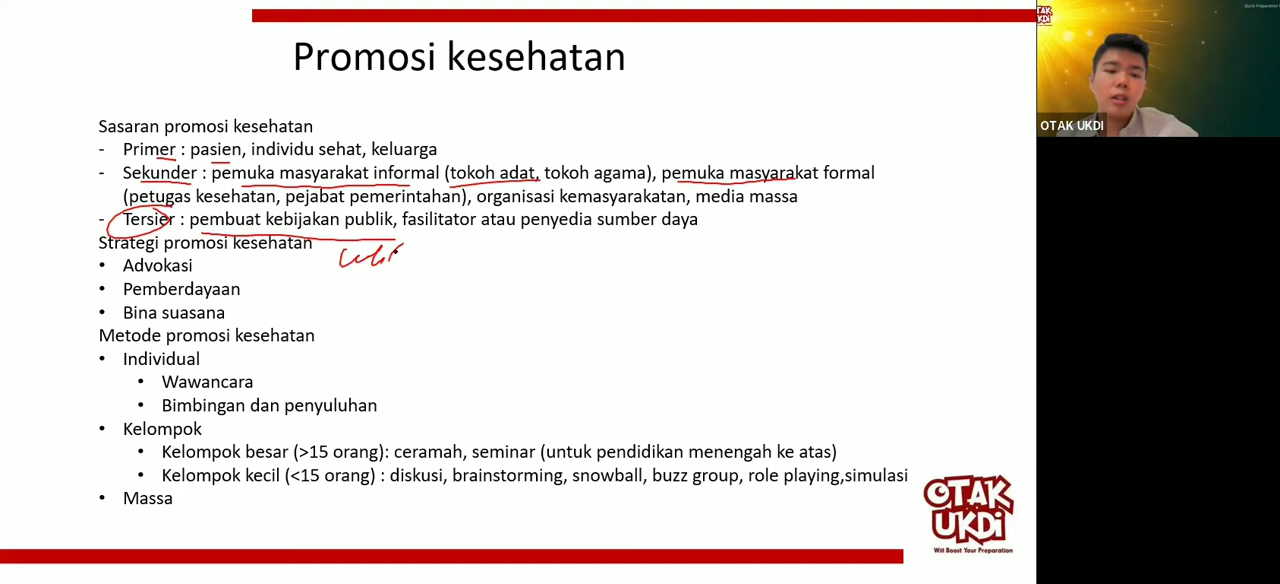 Promosi kesehatan
Sasaran promosi kesehatan
- Primer : pasien, individu sehat, keluarga
- Sekunder : pemuka masyarakat informal (tokoh adat, tokoh agama), pemuka masyarakat formal
(petugas kesehatan, pejabat pemerintahan), organisasi kemasyarakatan, media massa
- Tersier : pembuat kebijakan publik, fasilitator atau penyedia sumber daya
Strategi promosi kesehatan
• Advokasi
• Pemberdayaan
• Bina suasana
Metode promosi kesehatan
• Individual
• Wawancara
• Bimbingan dan penyuluhan
• Kelompok
• Kelompok besar (>15 orang): ceramah, seminar (untuk pendidikan menengah ke atas)
• Kelompok kecil (<15 orang) : diskusi, brainstorming, snowball, buzz group, role playing,simulasi
• Massa
OTAK
UKDI
Will Boost Your Preparation
OTAK UKDI